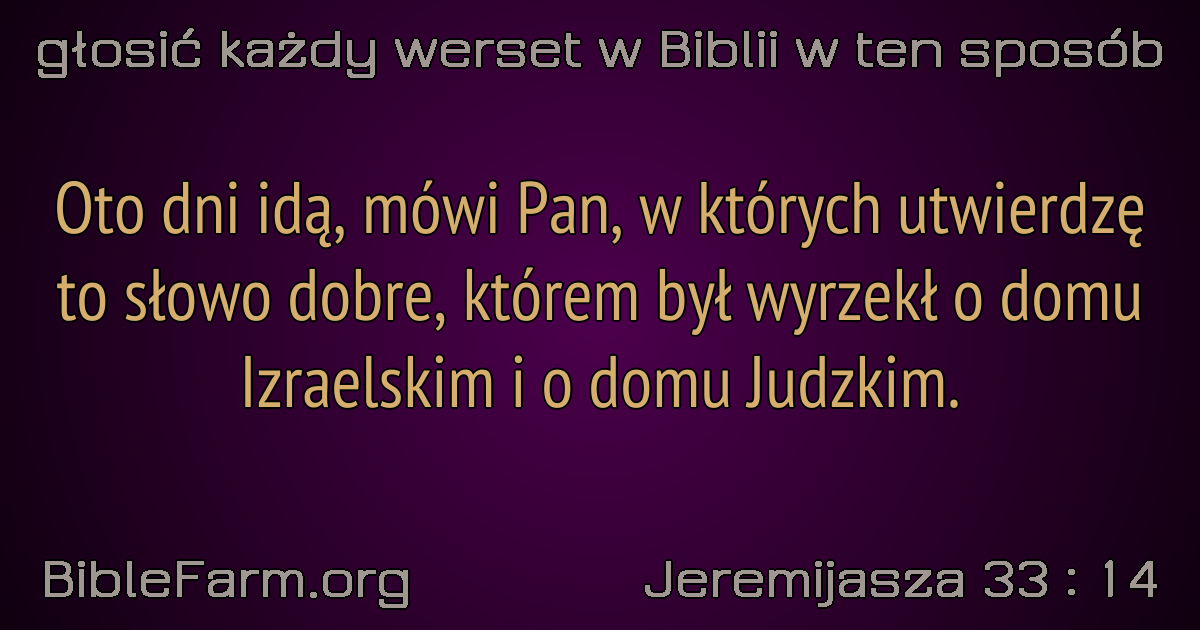 głosić każdy werset w Biblii w ten sposób
Oto dni idą, mówi Pan, w których utwierdzę
to słowo dobre, którem był wyrzekł o domu
Izraelskim i o domu Judzkim.
BibleFarm.org
Jeremijasza 33 : 14